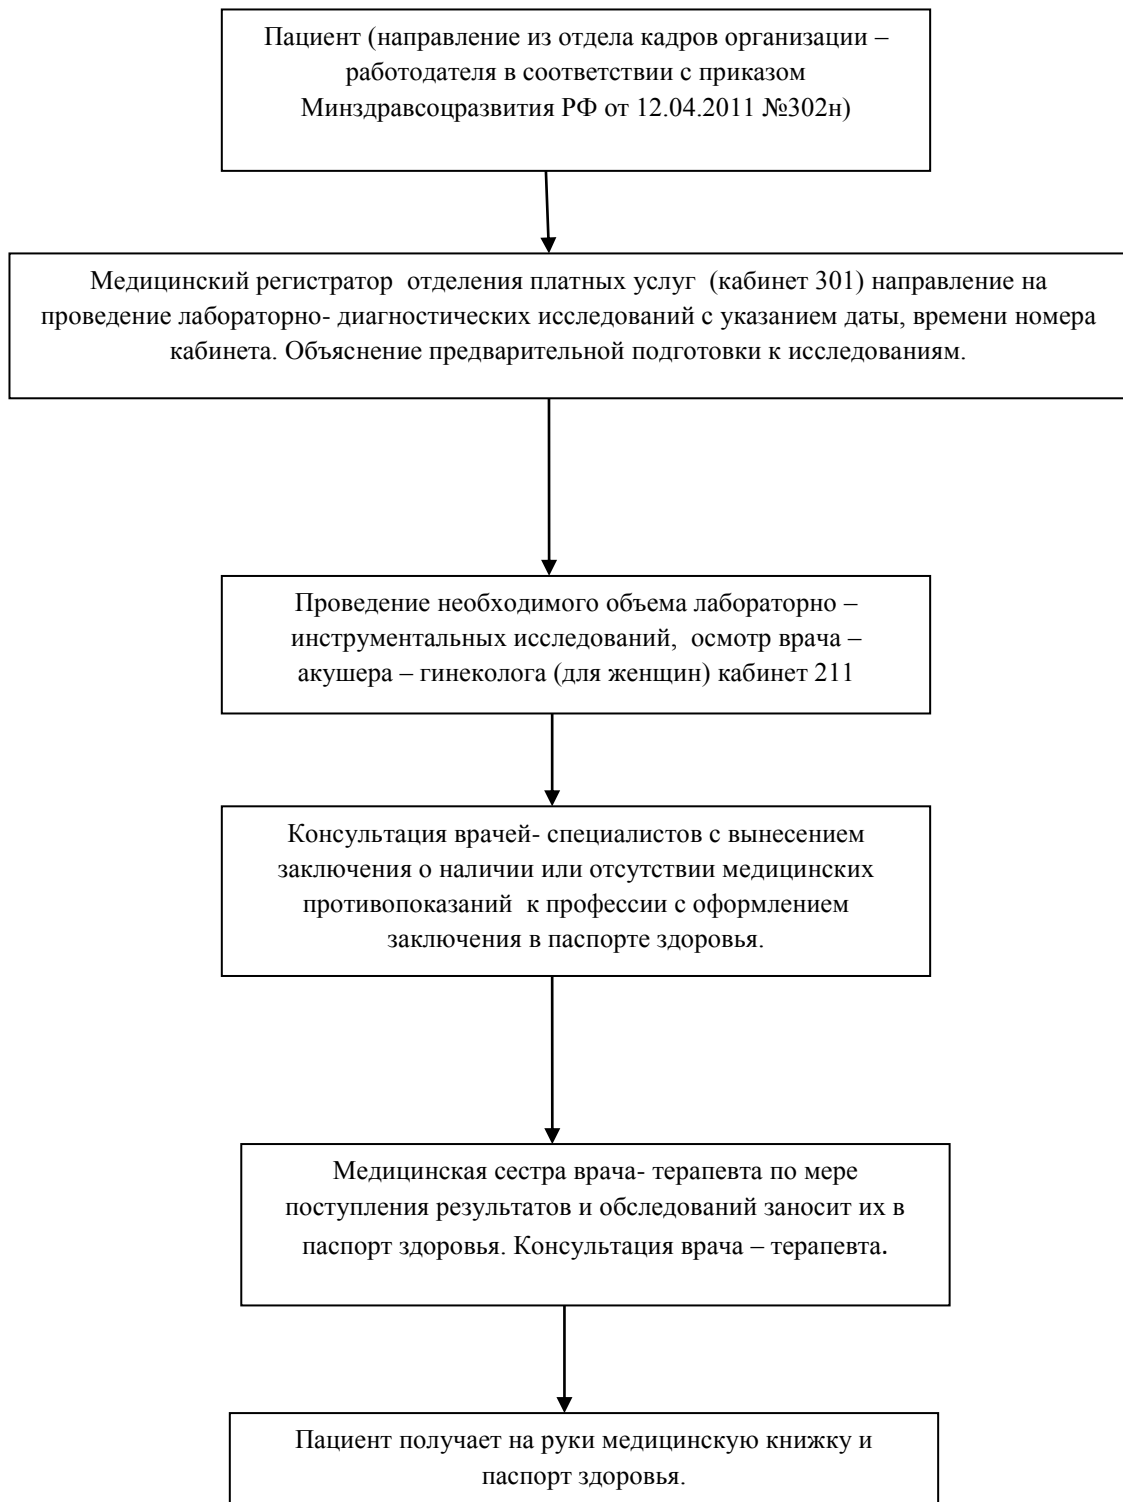 Пациент (направление из отдела кадров организации –
работодателя в соответствии с приказом
Минздравсоцразвития РФ от 12.04.2011 №302н)
Медицинский регистратор отделения платных услуг (кабинет 301) направление на
проведение лабораторно- диагностических исследований с указанием даты, времени номера
кабинета. Объяснение предварительной подготовки к исследованиям.
Проведение необходимого объема лабораторно –
инструментальных исследований, осмотр врача –
акушера – гинеколога (для женщин) кабинет 211
Консультация врачей- специалистов с вынесением
заключения о наличии или отсутствии медицинских
противопоказаний к профессии с оформлением
заключения в паспорте здоровья.
Медицинская сестра врача- терапевта по мере
поступления результатов и обследований заносит их в
паспорт здоровья. Консультация врача – терапевта.
Пациент получает на руки медицинскую книжку и
паспорт здоровья.